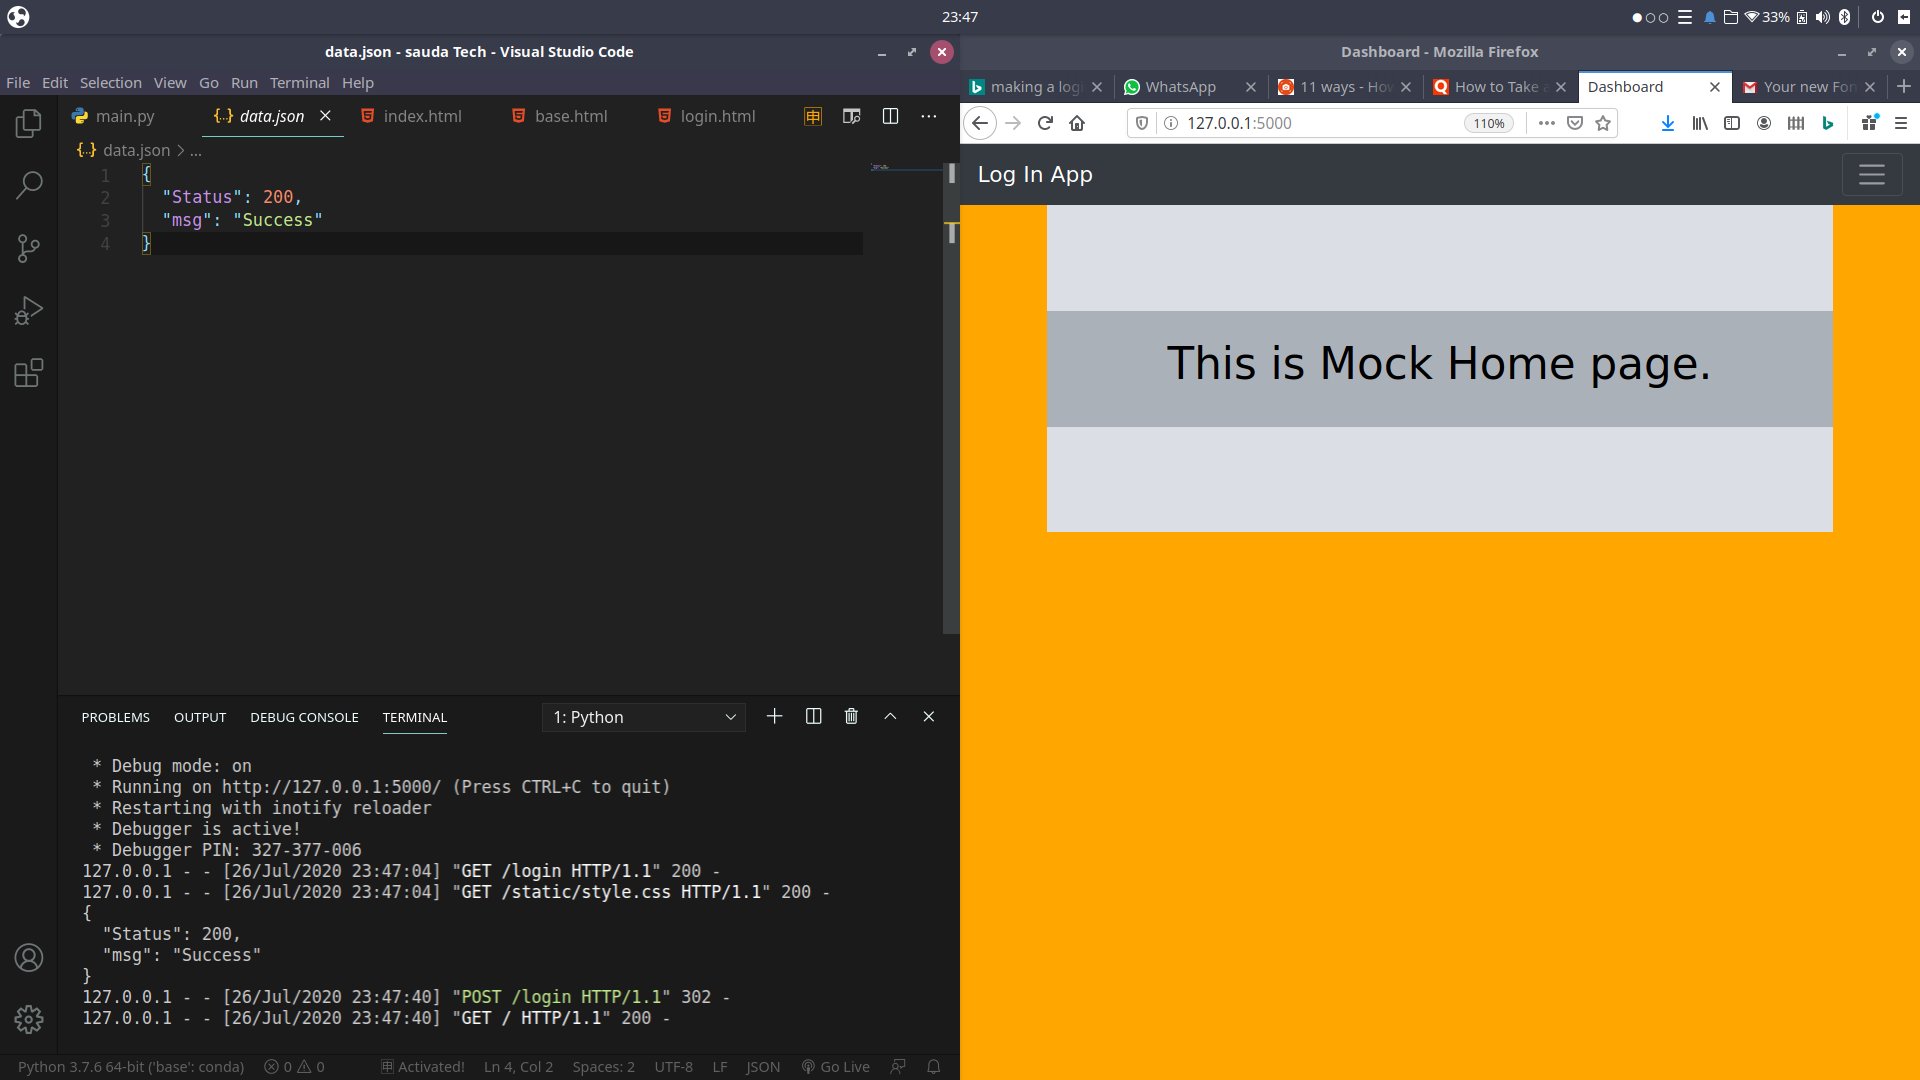 23:47
33%
data.json - sauda Tech - Visual Studio Code
File Edit Selection View Go Run Terminal Help
main.py
data.json
index.html
base.html
login.html
data.json > ...
1 {
2 "Status": 200,
3 "msg": "Success"
4 }
PROBLEMS OUTPUT DEBUG CONSOLE TERMINAL
1: Python
* Debug mode: on
* Running on http://127.0.0.1:5000/ (Press CTRL+C to quit)
* Restarting with inotify reloader
* Debugger is active!
* Debugger PIN: 327-377-006
127.0.0.1 - - [26/Jul/2020 23:47:04] "GET /login HTTP/1.1" 200 -
127.0.0.1 - - [26/Jul/2020 23:47:04] "GET /static/style.css HTTP/1.1" 200 -
{
"Status": 200,
"msg": "Success"
}
127.0.0.1 - - [26/Jul/2020 23:47:40] "POST /login HTTP/1.1" 302 -
127.0.0.1 - - [26/Jul/2020 23:47:40] "GET / HTTP/1.1" 200 -
Python 3.7.6 64-bit ('base': conda) 0 0 申 Activated! Ln 4, Col 2 Spaces: 2 UTF-8 LF JSON Go Live
Dashboard - Mozilla Firefox
making a log
WhatsApp
11 ways - How
How to Take a
Dashboard
Your new For
127.0.0.1:5000
110%
Log In App
This is Mock Home page.